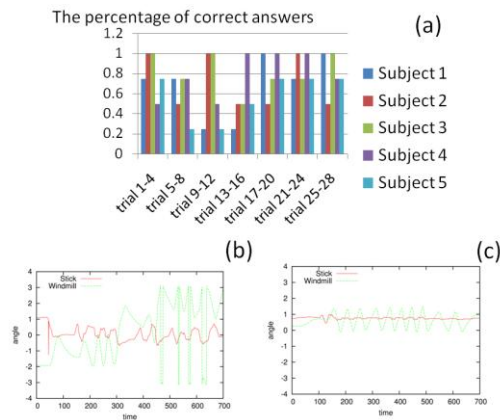 The percentage of correct answers
(a)
1.2
1
0.8
0.6
0.4
0.2
0
trial 1-4
trial 5-8
trial 9-12
trial 13-16
trial 17-20
trial 21-24
trial 25-28
Subject 1
Subject 2
Subject 3
Subject 4
Subject 5
(b)
Stick
Windmill
angle
4
3
2
1
0
-1
-2
-3
-4
0 100 200 300 400 500 600 700
time
(c)
Stick
Windmill
angle
4
3
2
1
0
-1
-2
-3
-4
0 100 200 300 400 500 600 700
time